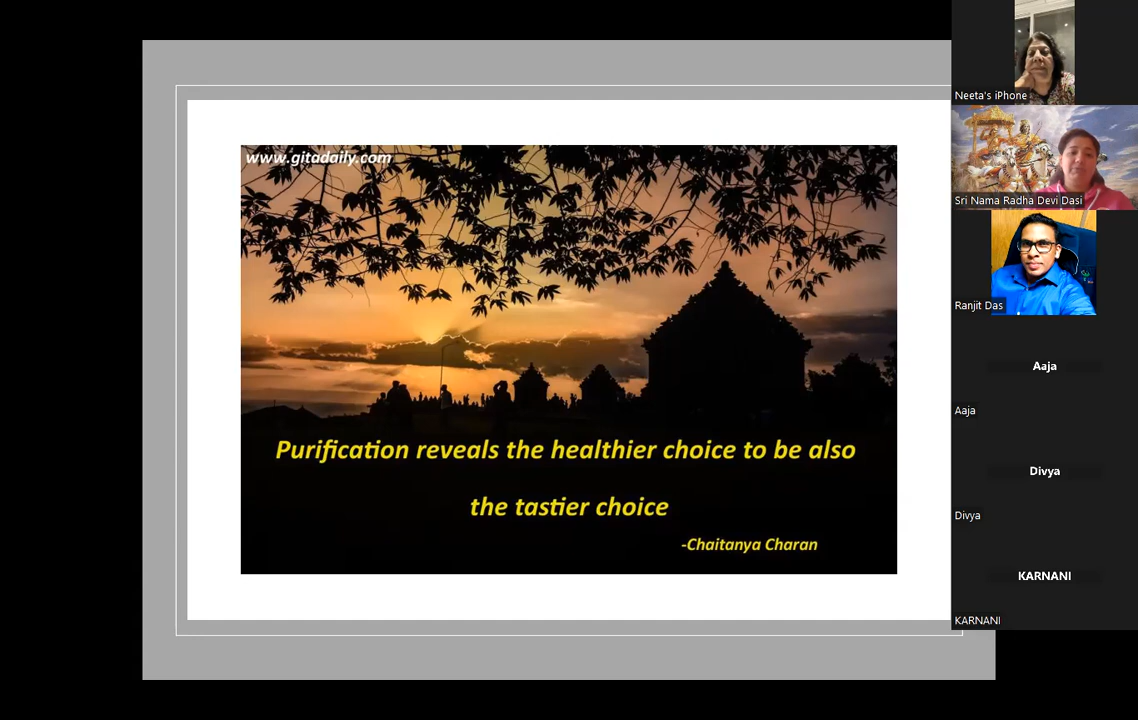 www.gitadaily.com
Purification reveals the healthier choice to be also
the tastier choice
-Chaitanya Charan
Neeta's iPhone
Sri Nama Radha Devi Dasi
Ranjit Das
Aaja
Aaja
Divya
Divya
KARNANI
KARNANI